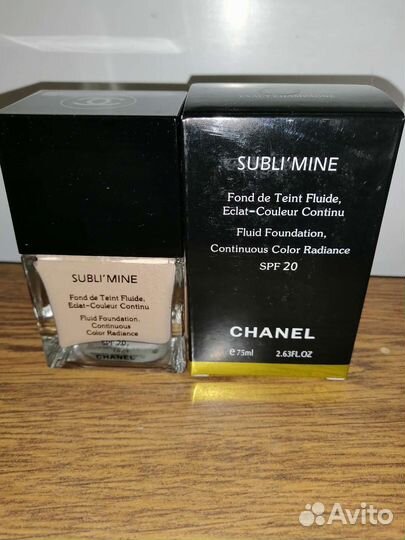 SUBLI'MINE
Fond de Teint Fluide,
Eclat-Couleur Continu
Fluid Foundation,
Continuous
Color Radiance
SPF 20
CHANEL
SUBLI'MINE
Fond de Teint Fluide,
Eclat-Couleur Continu
Fluid Foundation,
Continuous Color Radiance
SPF 20
CHANEL
e 75ml 2.63FL.OZ
Avito